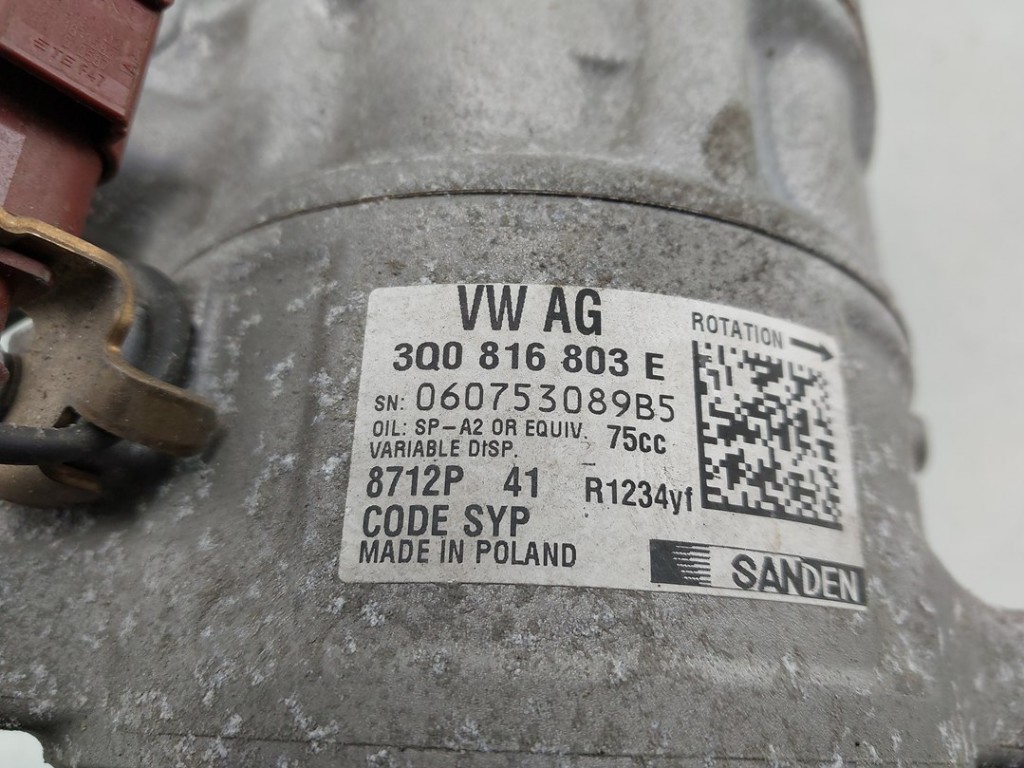 VW AG
ROTATION
3Q0 816 803 E
SN: 060753089B5
OIL: SP-A2 OR EQUIV. 75cc
VARIABLE DISP.
8712P 41 R1234yf
CODE SYP
MADE IN POLAND
SANDEN